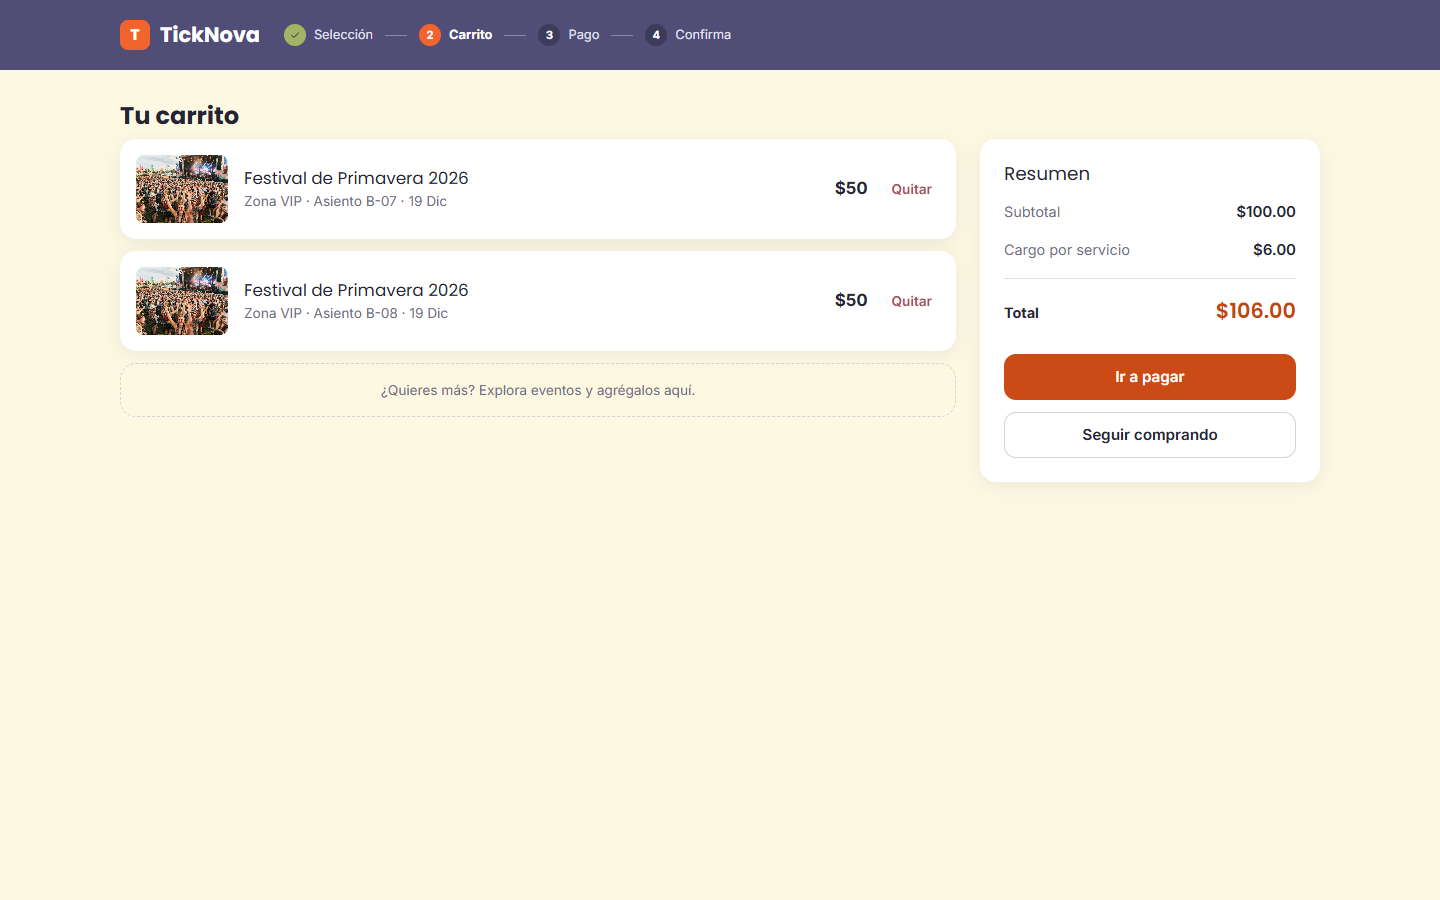 T TickNova Selección 2 Carrito 3 Pago 4 Confirma
Tu carrito
Festival de Primavera 2026
Zona VIP · Asiento B-07 · 19 Dic
$50 Quitar
Festival de Primavera 2026
Zona VIP · Asiento B-08 · 19 Dic
$50 Quitar
¿Quieres más? Explora eventos y agrégalos aquí.
Resumen
Subtotal $100.00
Cargo por servicio $6.00
Total $106.00
Ir a pagar
Seguir comprando